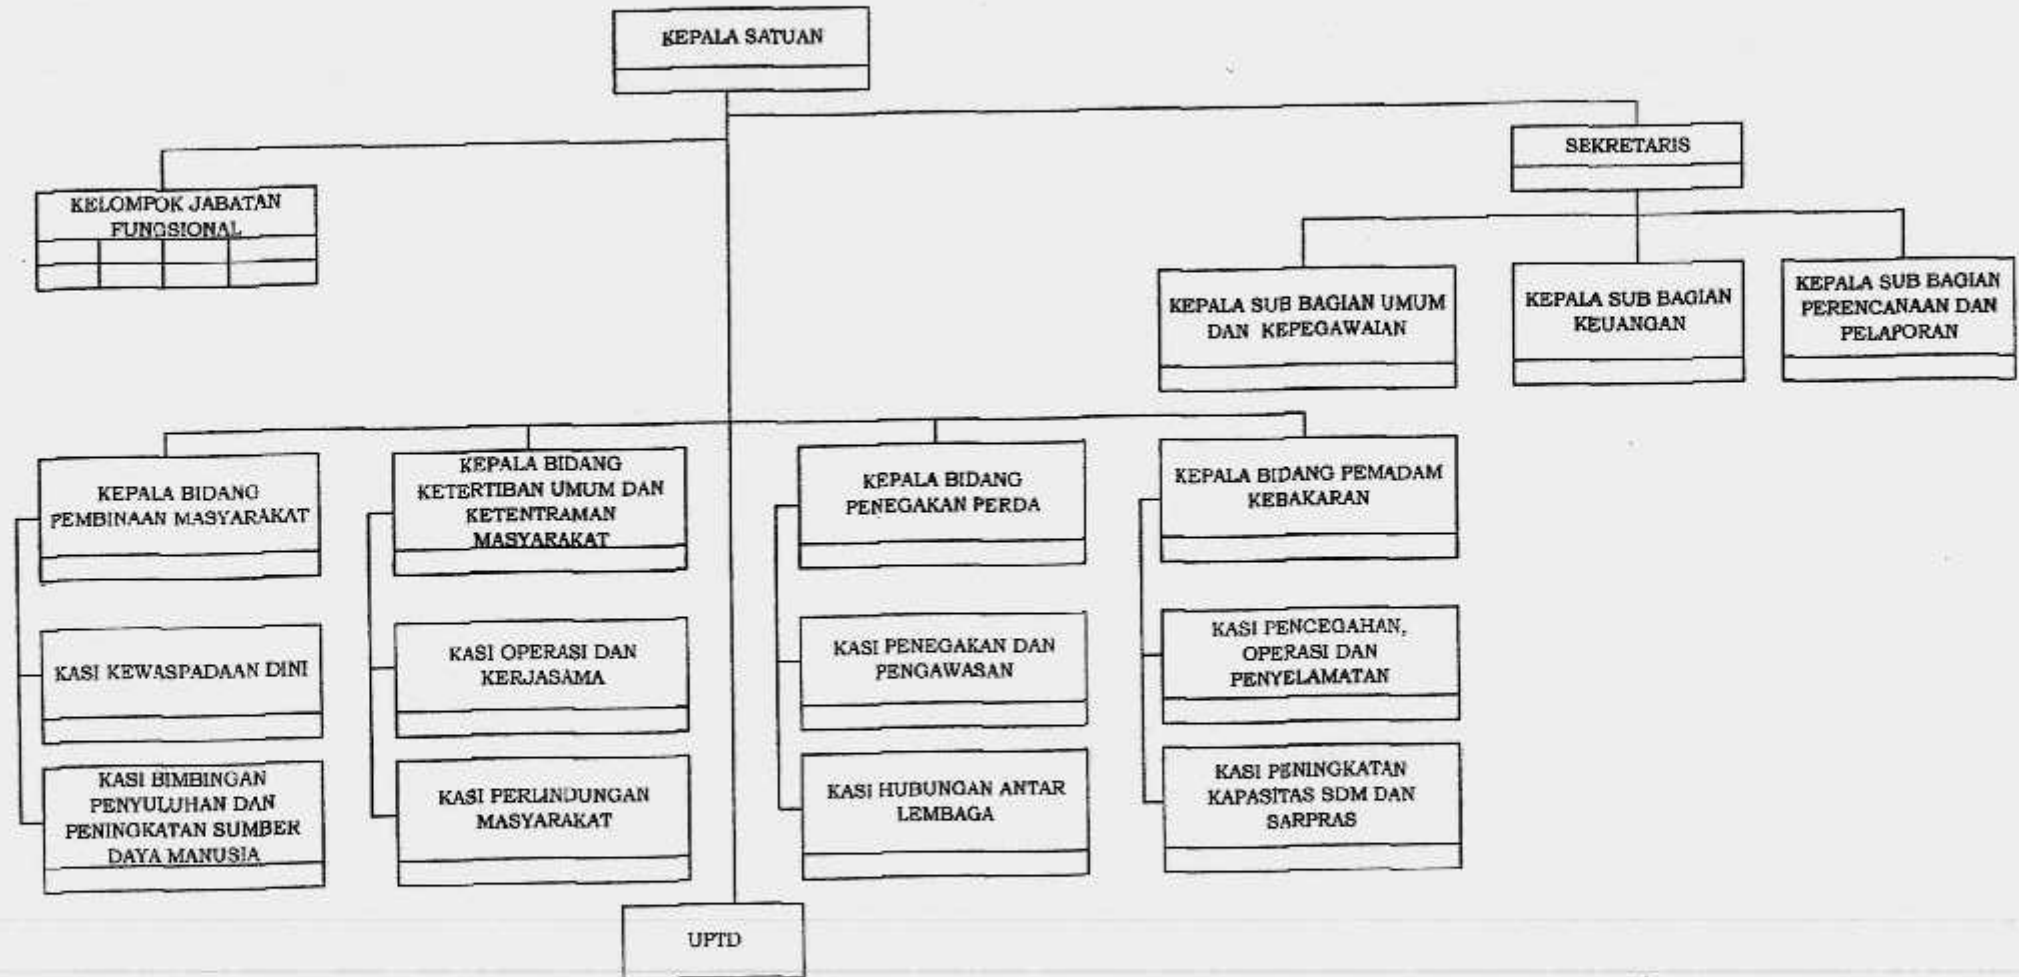 KEPALA SATUAN
SEKRETARIS
KELOMPOK JABATAN
FUNGSIONAL
KEPALA SUB BAGIAN UMUM
DAN KEPEGAWAIAN
KEPALA SUB BAGIAN
KEUANGAN
KEPALA SUB BAGIAN
PERENCANAAN DAN
PELAPORAN
KEPALA BIDANG
PEMBINAAN MASYARAKAT
KEPALA BIDANG
KETERTIBAN UMUM DAN
KETENTRAMAN
MASYARAKAT
KEPALA BIDANG
PENEGAKAN PERDA
KEPALA BIDANG PEMADAM
KEBAKARAN
KASI KEWASPADAAN DINI
KASI OPERASI DAN
KERJASAMA
KASI PENEGAKAN DAN
PENGAWASAN
KASI PENCEGAHAN,
OPERASI DAN
PENYELAMATAN
KASI BIMBINGAN
PENYULUHAN DAN
PENINGKATAN SUMBER
DAYA MANUSIA
KASI PERLINDUNGAN
MASYARAKAT
KASI HUBUNGAN ANTAR
LEMBAGA
KASI PENINGKATAN
KAPASITAS SDM DAN
SARPRAS
UPTD